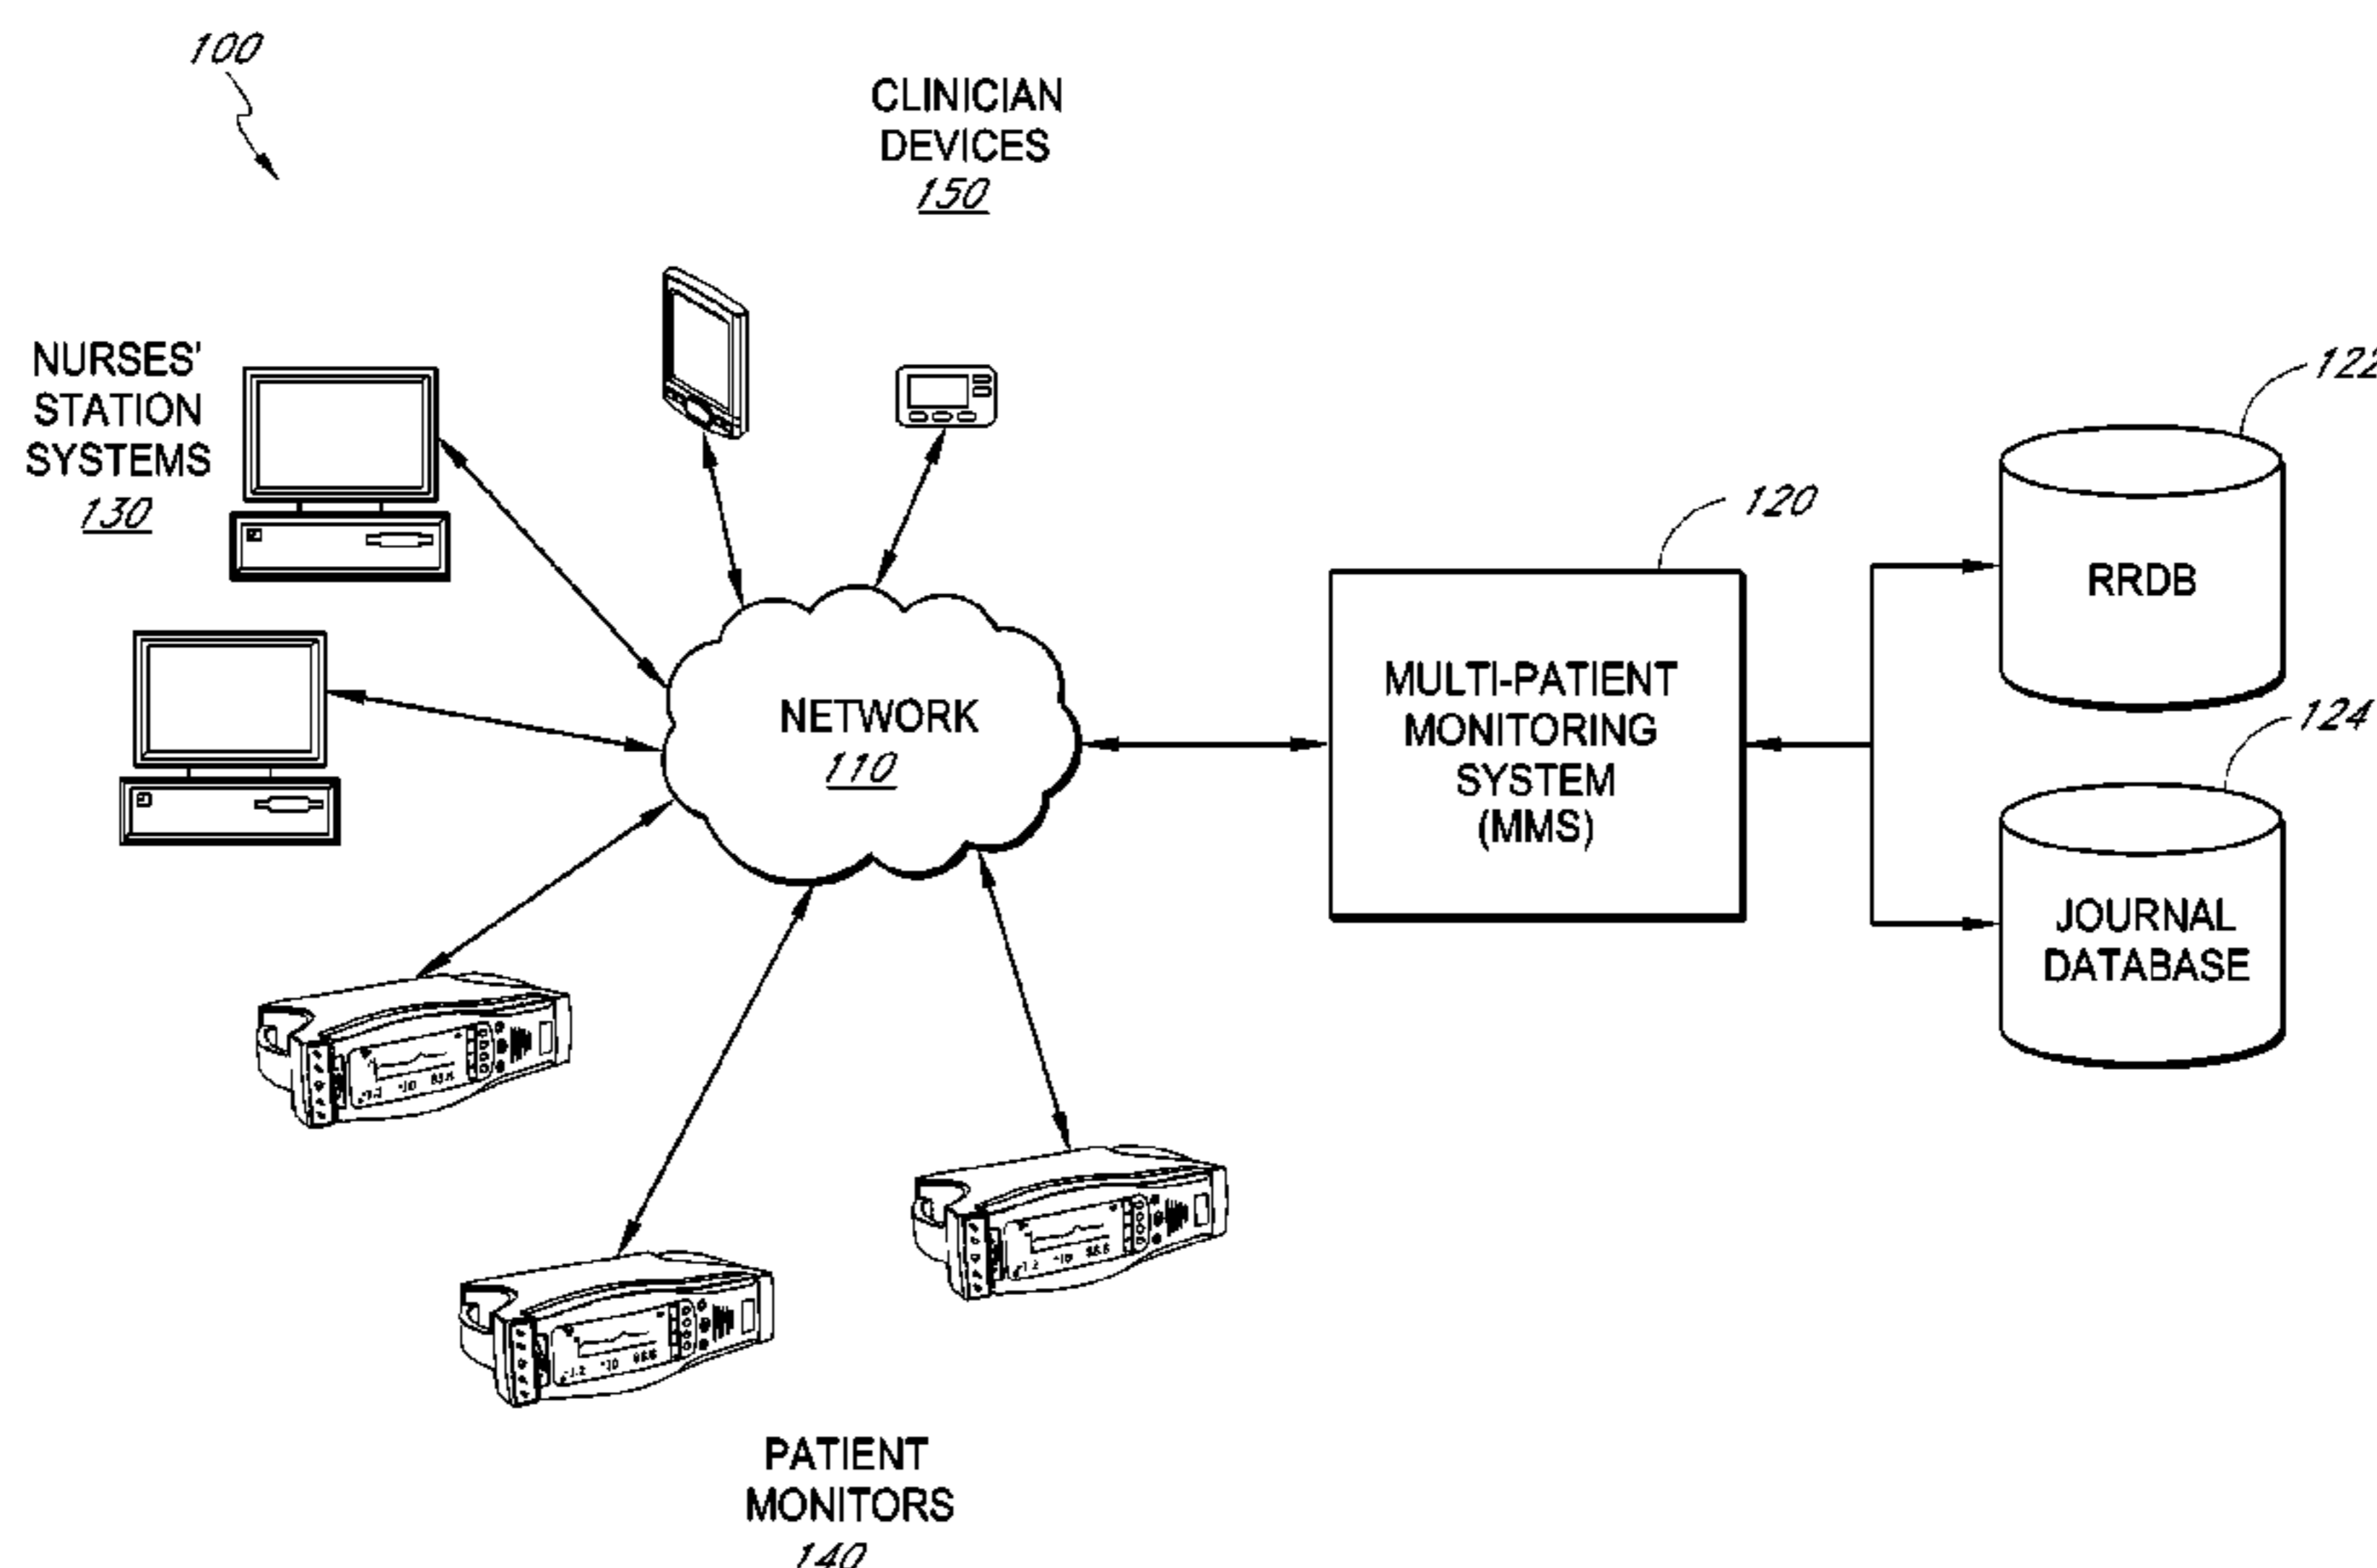 100
CLINICIAN
DEVICES
150
NURSES'
STATION
SYSTEMS
130
122
120
RRDB
MULTI-PATIENT
MONITORING
SYSTEM
(MMS)
NETWORK
110
124
JOURNAL
DATABASE
PATIENT
MONITORS
140